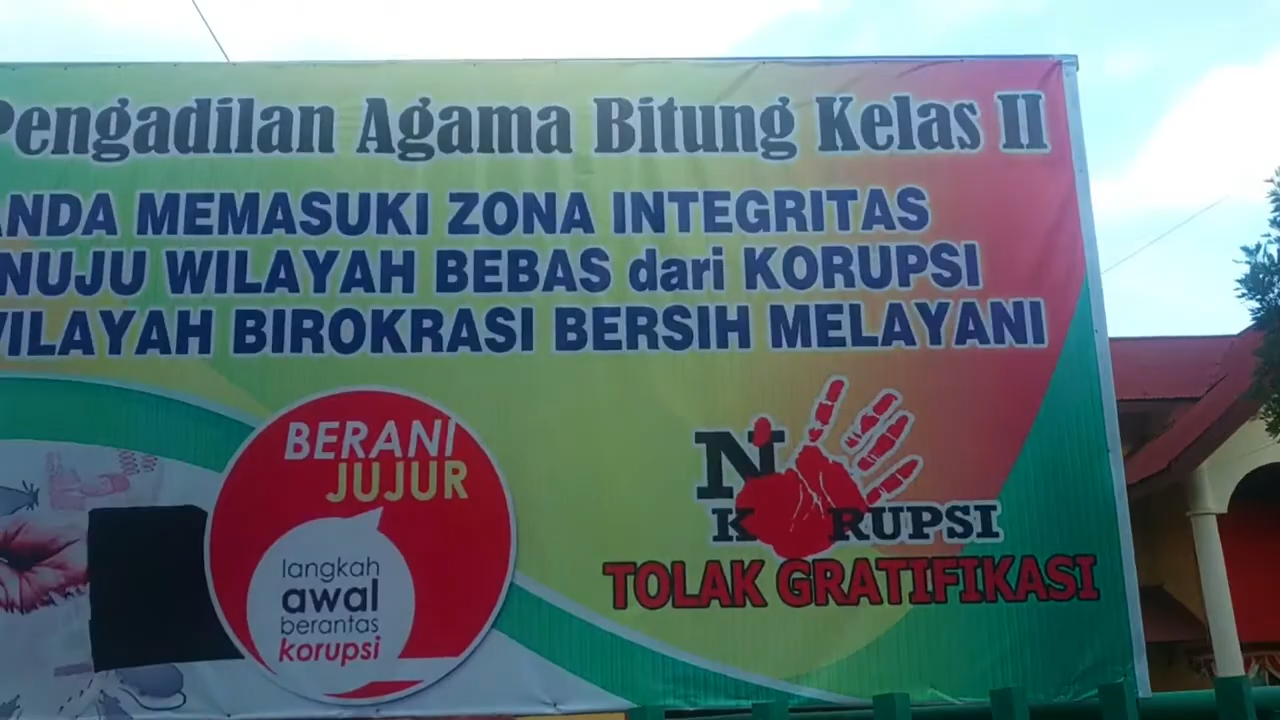 Pengadilan Agama Bitung Kelas II
ANDA MEMASUKI ZONA INTEGRITAS
NUJU WILAYAH BEBAS dari KORUPSI
WILAYAH BIROKRASI BERSIH MELAYANI
BERANI
JUJUR
langkah
awal
berantas
korupsi
NO
KORUPSI
TOLAK GRATIFIKASI